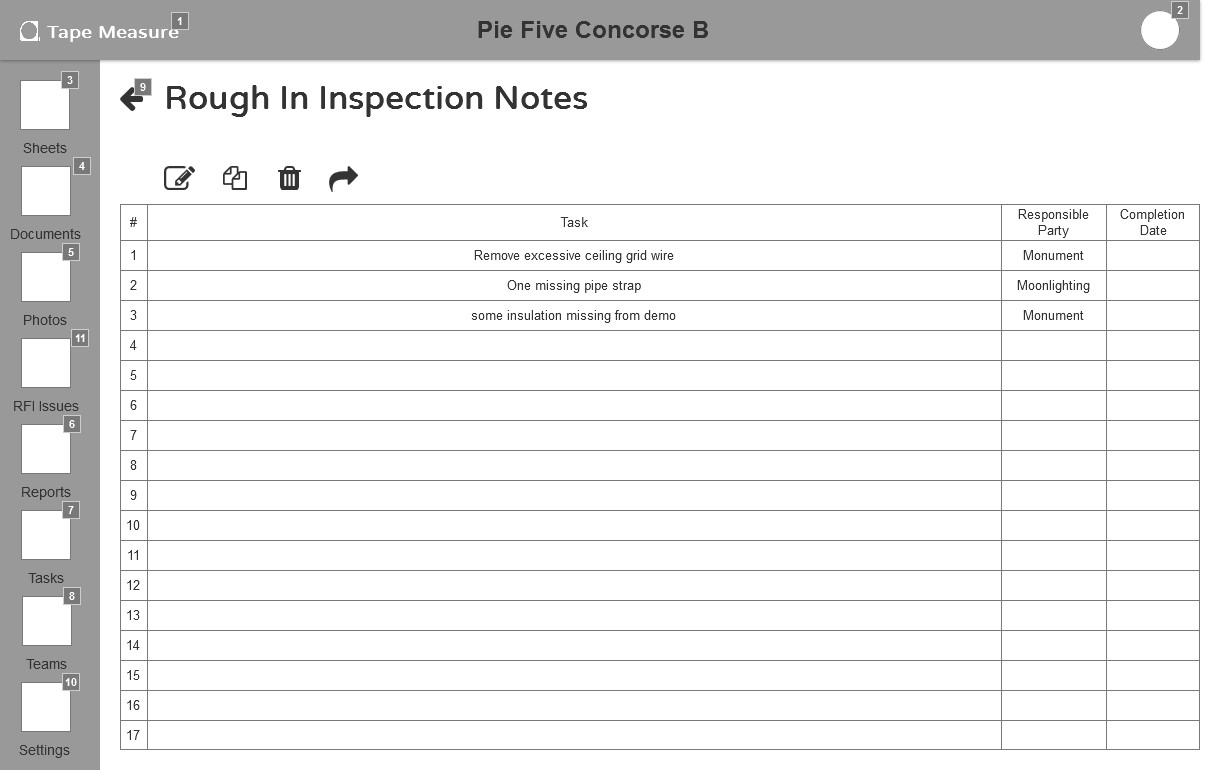 Tape Measure
1
Pie Five Concorse B
2
3
Sheets
4
Documents
5
Photos
11
RFI Issues
6
Reports
7
Tasks
8
Teams
10
Settings
9
Rough In Inspection Notes
# Task Responsible Party Completion Date
1 Remove excessive ceiling grid wire Monument
2 One missing pipe strap Moonlighting
3 some insulation missing from demo Monument
4
5
6
7
8
9
10
11
12
13
14
15
16
17